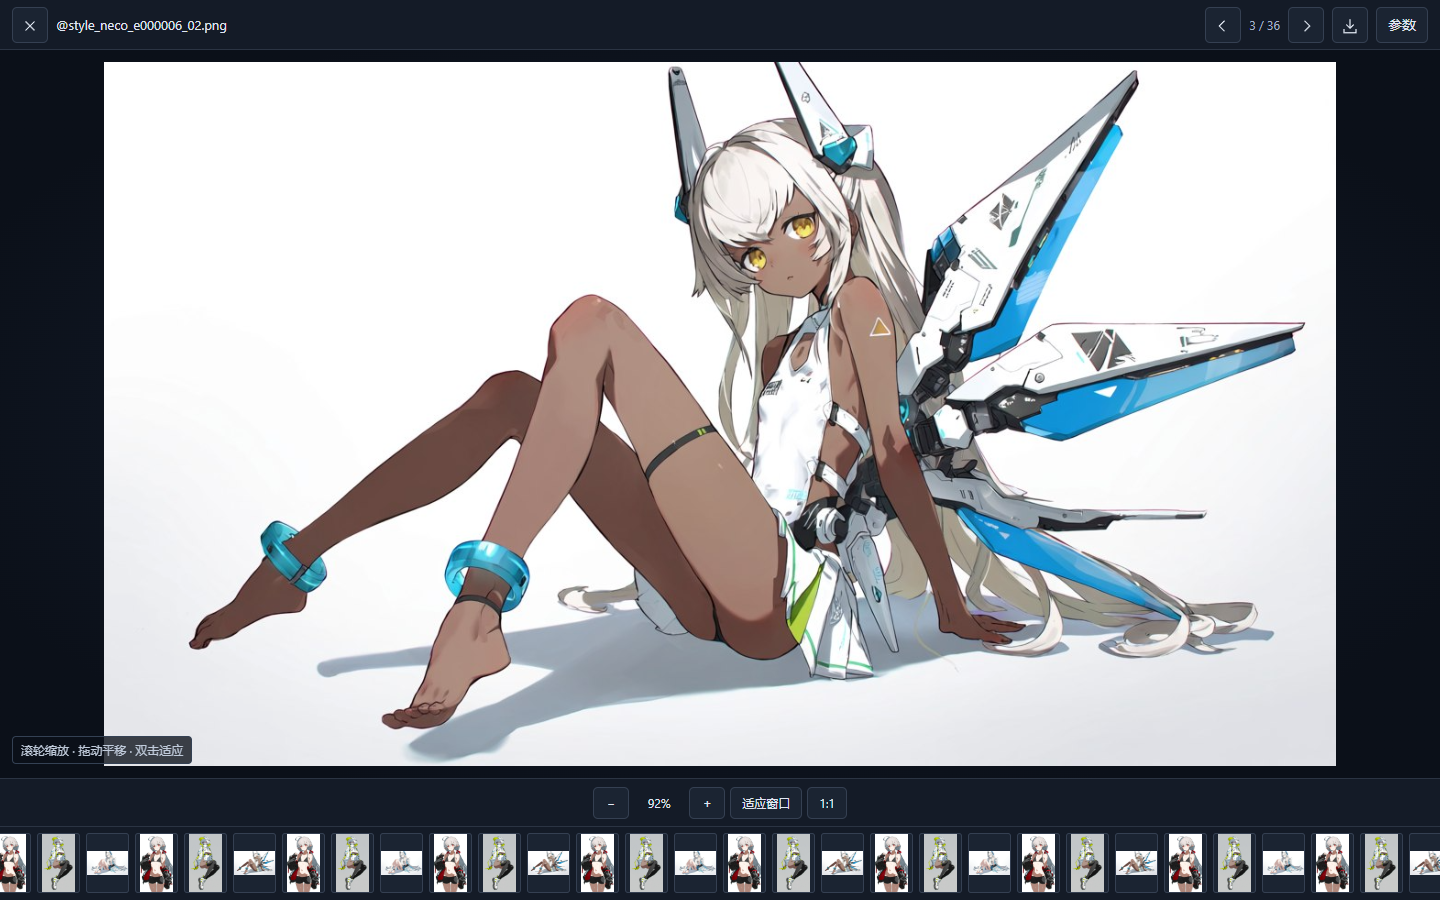 @style_neco_e000006_02.png
3 / 36
参数
滚轮缩放 · 拖动平移 · 双击适应
−
92%
+
适应窗口
1:1